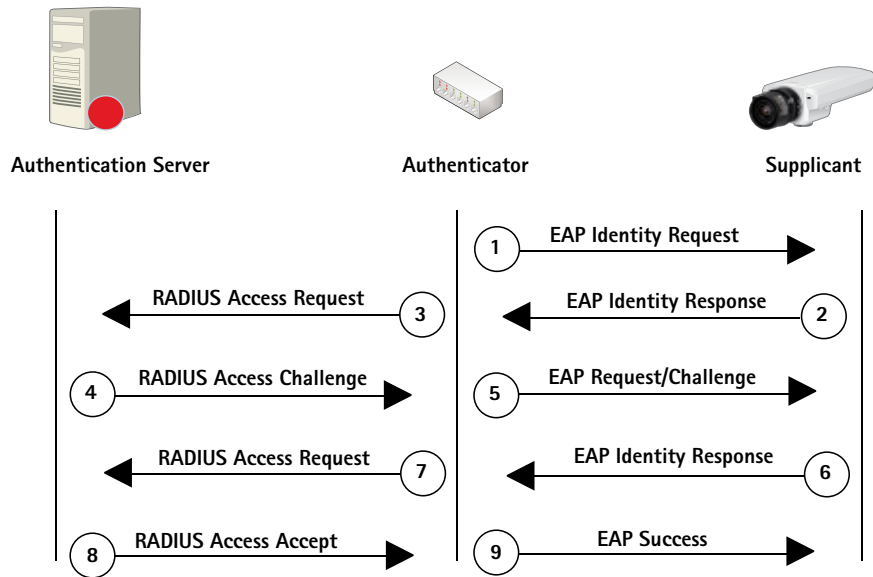 Authentication Server Authenticator Supplicant
1 EAP Identity Request
RADIUS Access Request 3 EAP Identity Response 2
4 RADIUS Access Challenge 5 EAP Request/Challenge
RADIUS Access Request 7 EAP Identity Response 6
8 RADIUS Access Accept 9 EAP Success